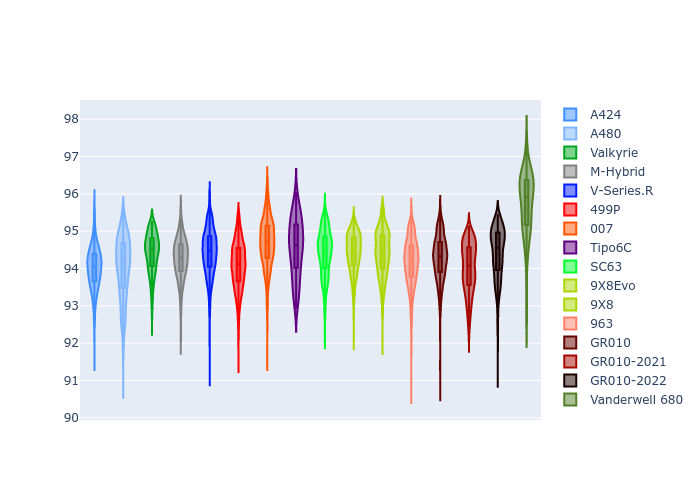 98
97
96
95
94
93
92
91
90
A424
A480
Valkyrie
M-Hybrid
V-Series.R
499P
007
Tipo6C
SC63
9X8Evo
9X8
963
GR010
GR010-2021
GR010-2022
Vanderwell 680